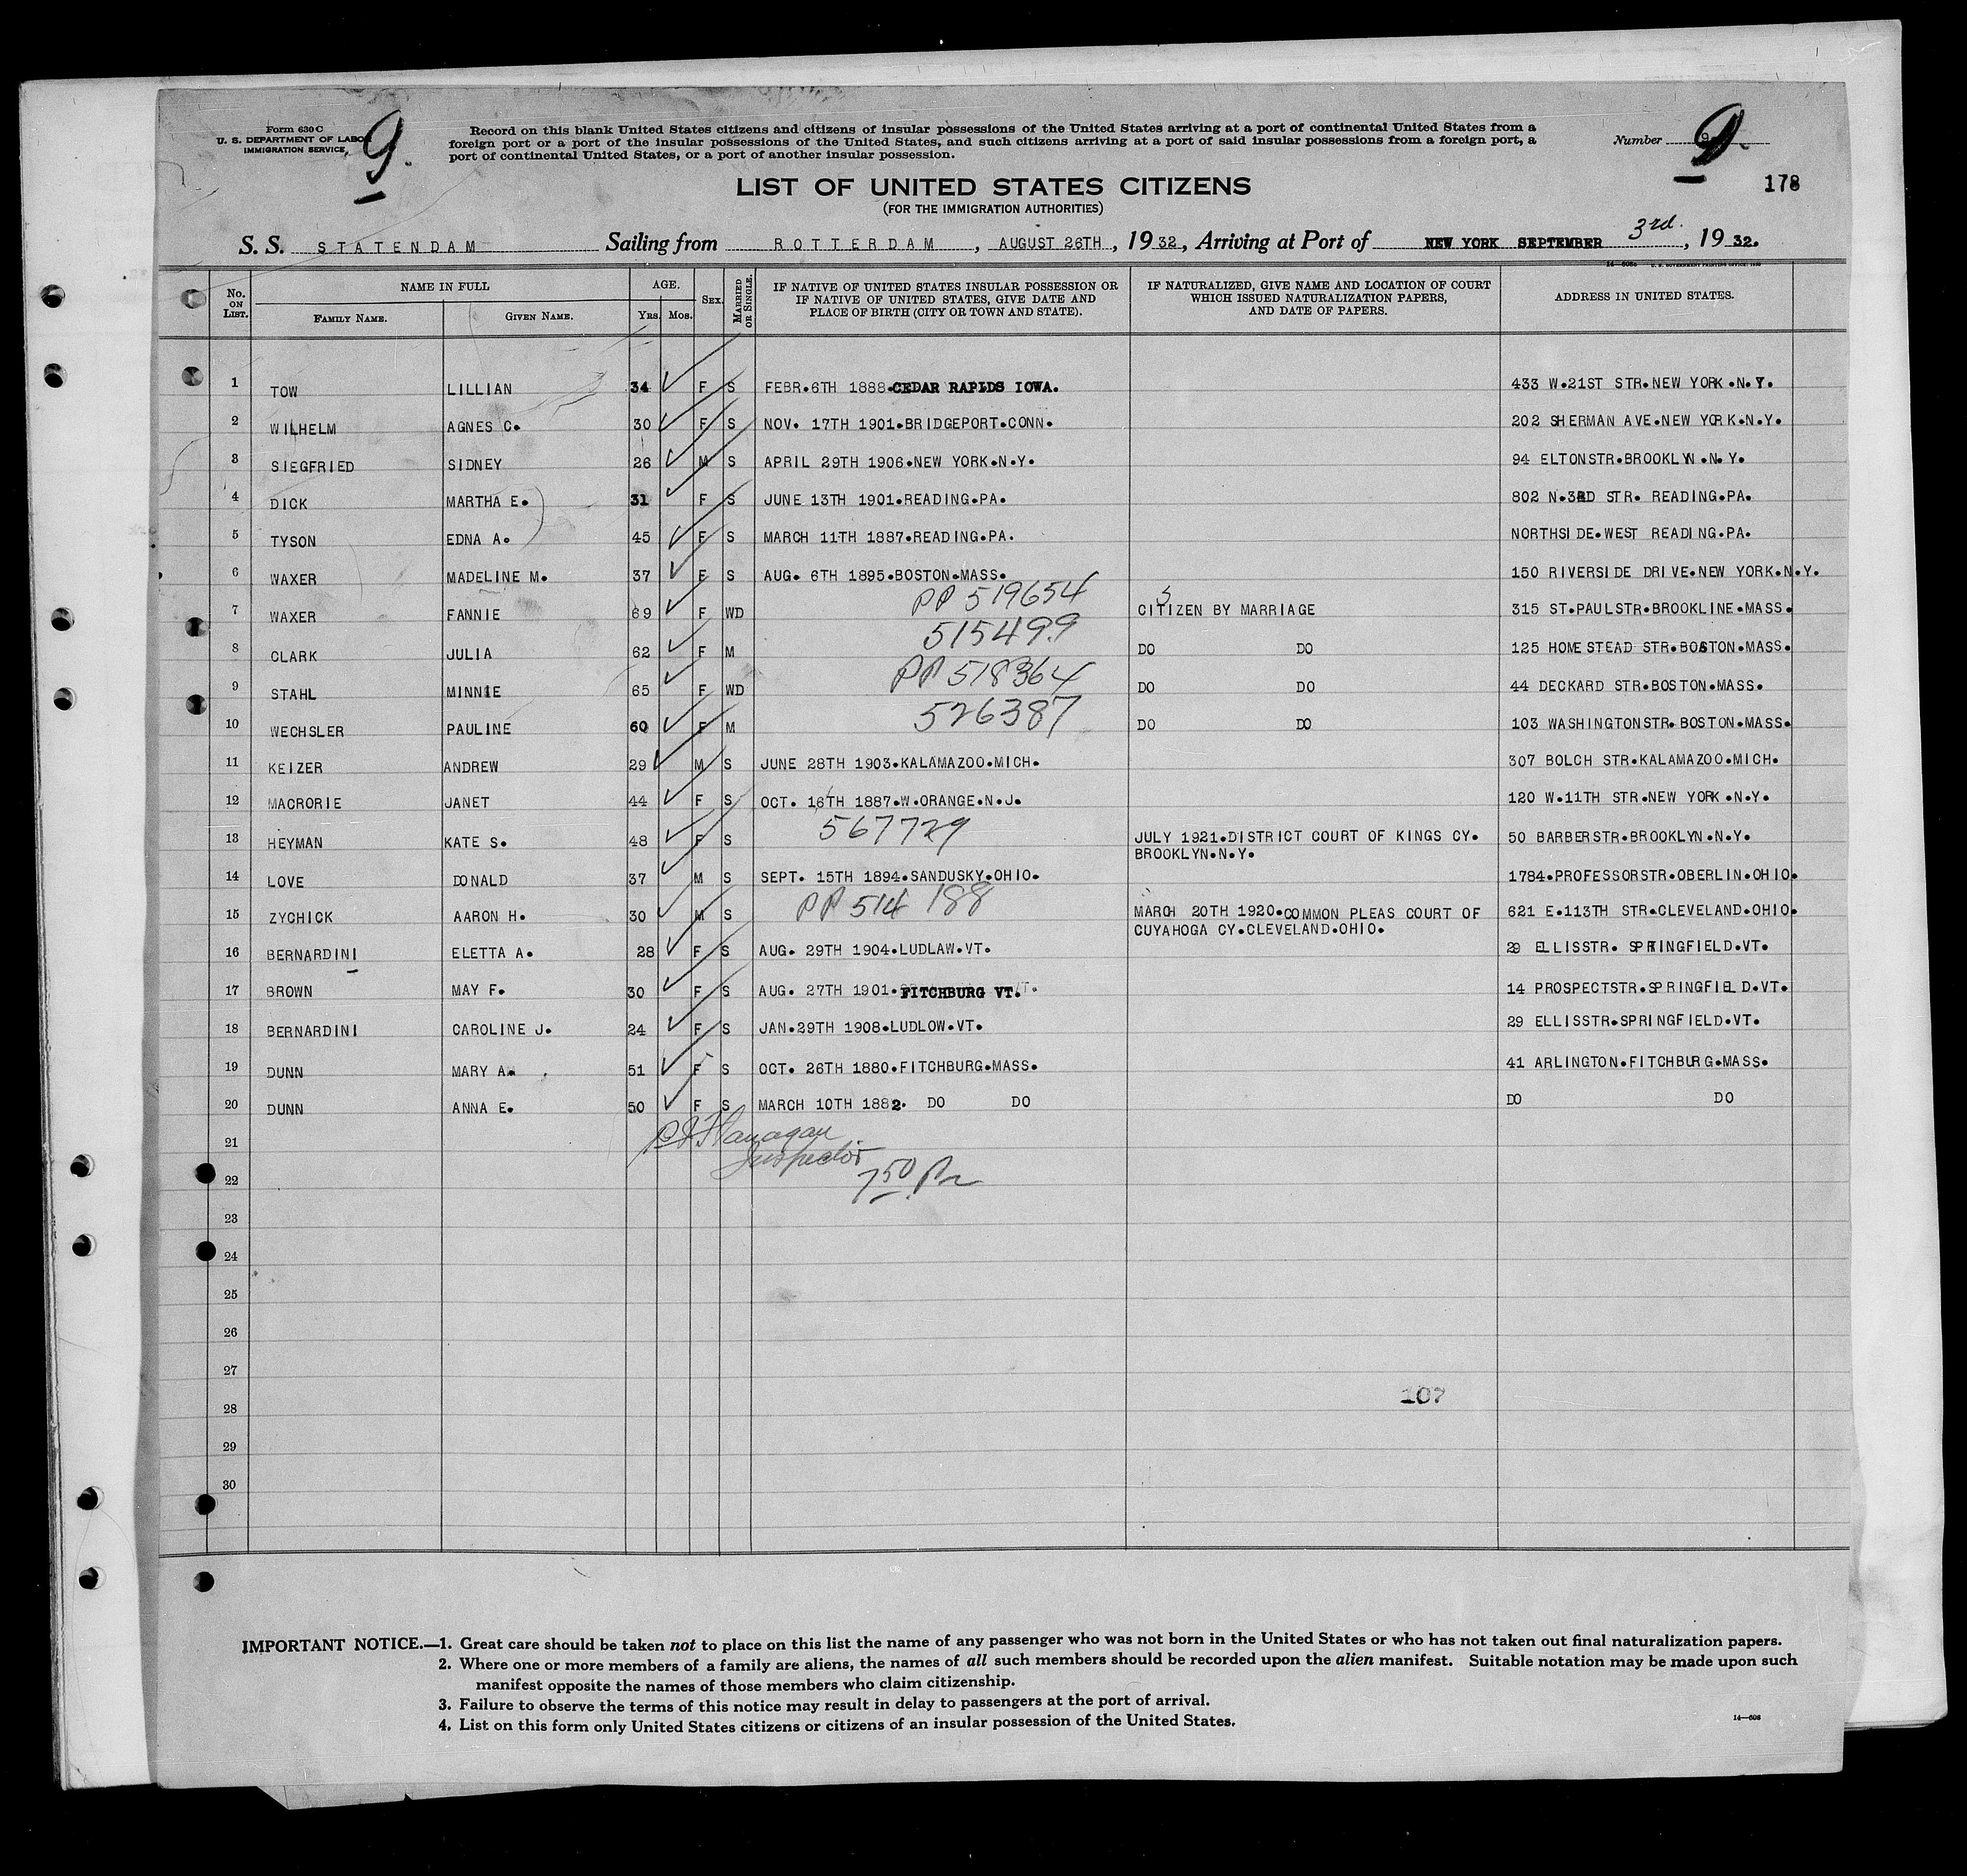 Form 630 C
U. S. DEPARTMENT OF LABOR
IMMIGRATION SERVICE
9.
Record on this blank United States citizens and citizens of insular possessions of the United States arriving at a port of continental United States from a
foreign port or a port of the insular possessions of the United States, and such citizens arriving at a port of said insular possessions from a foreign port, a
port of continental United States, or a port of another insular possession.
Number 9
178
LIST OF UNITED STATES CITIZENS
(FOR THE IMMIGRATION AUTHORITIES)
S. S. STATENDAM Sailing from ROTTERDAM, AUGUST 26TH, 1932, Arriving at Port of NEW YORK SEPTEMBER 3rd., 1932.
No. ON LIST. NAME IN FULL FAMILY NAME. GIVEN NAME. AGE. YRS. MOS. SEX. MARRIED OR SINGLE. IF NATIVE OF UNITED STATES INSULAR POSSESSION OR IF NATIVE OF UNITED STATES, GIVE DATE AND PLACE OF BIRTH (CITY OR TOWN AND STATE). IF NATURALIZED, GIVE NAME AND LOCATION OF COURT WHICH ISSUED NATURALIZATION PAPERS, AND DATE OF PAPERS. ADDRESS IN UNITED STATES.
1 TOW LILLIAN 34 F S FEBR.6TH 1888.CEDAR RAPIDS IOWA. 433 W.21ST STR.NEW YORK.N.Y.
2 WILHELM AGNES C. 30 F S NOV. 17TH 1901.BRIDGEPORT.CONN. 202 SHERMAN AVE.NEW YORK.N.Y.
3 SIEGFRIED SIDNEY 26 M S APRIL 29TH 1906.NEW YORK.N.Y. 94 ELTONSTR.BROOKLYN.N.Y.
4 DICK MARTHA E. 31 F S JUNE 13TH 1901.READING.PA. 802 N.3RD STR. READING.PA.
5 TYSON EDNA A. 45 F S MARCH 11TH 1887.READING.PA. NORTHSIDE.WEST READING.PA.
6 WAXER MADELINE M. 37 F S AUG. 6TH 1895.BOSTON.MASS. 150 RIVERSIDE DRIVE.NEW YORK.N.Y.
7 WAXER FANNIE 69 F WD PP 519654 CITIZEN BY MARRIAGE 315 ST.PAULSTR.BROOKLINE.MASS.
8 CLARK JULIA 62 F M 515499 DO DO 125 HOMESTEAD STR.BOSTON.MASS.
9 STAHL MINNIE 65 F WD PP 518364 DO DO 44 DECKARD STR.BOSTON.MASS.
10 WECHSLER PAULINE 60 F M 526387 DO DO 103 WASHINGTONSTR.BOSTON.MASS.
11 KEIZER ANDREW 29 M S JUNE 28TH 1903.KALAMAZOO.MICH. 307 BOLCH STR.KALAMAZOO.MICH.
12 MACRORIE JANET 44 F S OCT. 16TH 1887.W.ORANGE.N.J. 120 W.11TH STR.NEW YORK.N.Y.
13 HEYMAN KATE S. 48 F S 567729 JULY 1921.DISTRICT COURT OF KINGS CY. 50 BARBERSTR.BROOKLYN.N.Y.
BROOKLYN.N.Y.
14 LOVE DONALD 37 M S SEPT. 15TH 1894.SANDUSKY.OHIO. 1784.PROFESSORSTR.OBERLIN.OHIO.
15 ZYCHICK AARON H. 30 M S PP 514 188 MARCH 20TH 1920.COMMON PLEAS COURT OF 621 E.113TH STR.CLEVELAND.OHIO.
CUYAHOGA CY.CLEVELAND.OHIO.
16 BERNARDINI ELETTA A. 28 F S AUG. 29TH 1904.LUDLAW.VT. 29 ELLISSTR. SPRINGFIELD.VT.
17 BROWN MAY F. 30 F S AUG. 27TH 1901.FITCHBURG VT. 14 PROSPECTSTR.SPRINGFIELD.VT.
18 BERNARDINI CAROLINE J. 24 F S JAN.29TH 1908.LUDLOW.VT. 29 ELLISSTR.SPRINGFIELD.VT.
19 DUNN MARY A. 51 F S OCT. 26TH 1880.FITCHBURG.MASS. 41 ARLINGTON.FITCHBURG.MASS.
20 DUNN ANNA E. 50 F S MARCH 10TH 1882. DO DO DO DO
21 Flanagan
Inspector
22 750
23
24
25
26
27
107
28
29
30
IMPORTANT NOTICE.—1. Great care should be taken not to place on this list the name of any passenger who was not born in the United States or who has not taken out final naturalization papers.
2. Where one or more members of a family are aliens, the names of all such members should be recorded upon the alien manifest. Suitable notation may be made upon such
manifest opposite the names of those members who claim citizenship.
3. Failure to observe the terms of this notice may result in delay to passengers at the port of arrival.
4. List on this form only United States citizens or citizens of an insular possession of the United States.
14—608